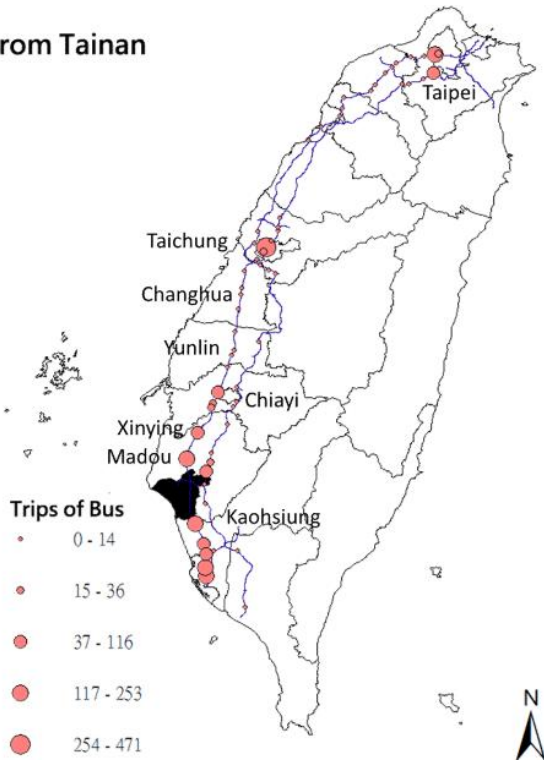 rom Tainan
Taipei
Taichung
Changhua
Yunlin
Chiayi
Xinying
Madou
Kaohsiung
Trips of Bus
0 - 14
15 - 36
37 - 116
117 - 253
254 - 471
N